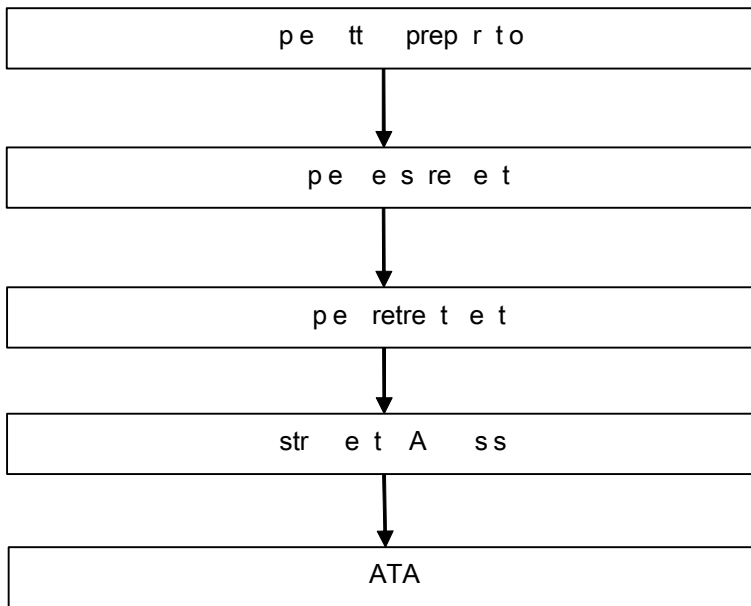 pe tt prep r to
pe e s re e t
pe retre t e t
str e t A s s
ATA